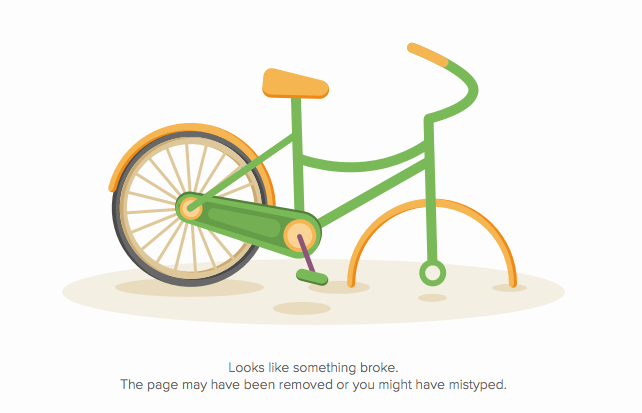 Looks like something broke.
The page may have been removed or you might have mistyped.